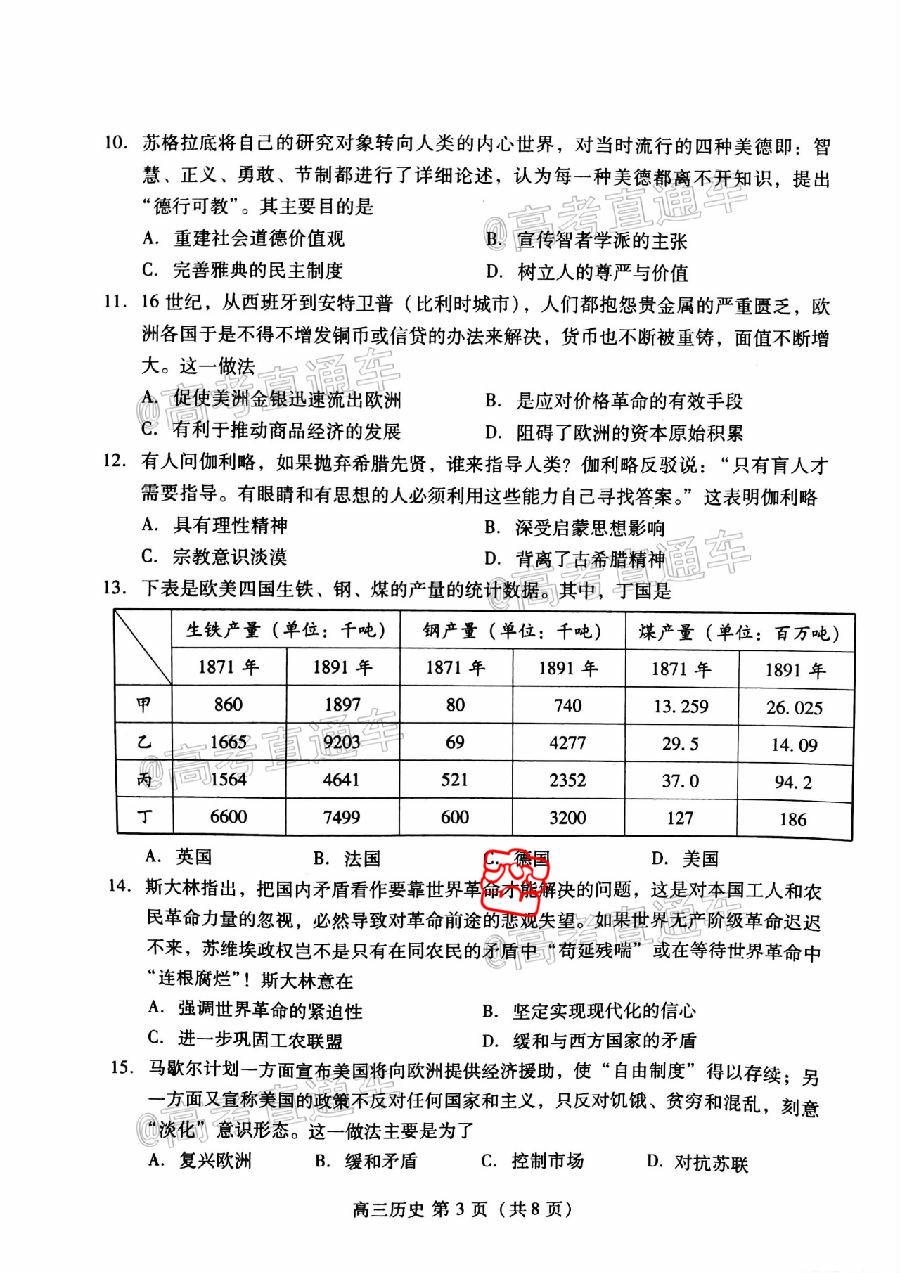 10. 苏格拉底将自己的研究对象转向人类的内心世界，对当时流行的四种美德即：智
慧、正义、勇敢、节制都进行了详细论述，认为每一种美德都离不开知识，提出
“德行可教”。其主要目的是
A. 重建社会道德价值观 B. 宣传智者学派的主张
C. 完善雅典的民主制度 D. 树立人的尊严与价值
11. 16 世纪，从西班牙到安特卫普（比利时城市），人们都抱怨贵金属的严重匮乏，欧
洲各国于是不得不增发铜币或信贷的办法来解决，货币也不断被重铸，面值不断增
大。这一做法
A. 促使美洲金银迅速流出欧洲 B. 是应对价格革命的有效手段
C. 有利于推动商品经济的发展 D. 阻碍了欧洲的资本原始积累
12. 有人问伽利略，如果抛弃希腊先贤，谁来指导人类？伽利略反驳说：“只有盲人才
需要指导。有眼睛和有思想的人必须利用这些能力自己寻找答案。” 这表明伽利略
A. 具有理性精神 B. 深受启蒙思想影响
C. 宗教意识淡漠 D. 背离了古希腊精神
13. 下表是欧美四国生铁、钢、煤的产量的统计数据。其中，丁国是
生铁产量（单位：千吨） 钢产量（单位：千吨） 煤产量（单位：百万吨）
1871 年 1891 年 1871 年 1891 年 1871 年 1891 年
甲 860 1897 80 740 13.259 26.025
乙 1665 9203 69 4277 29.5 14.09
丙 1564 4641 521 2352 37.0 94.2
丁 6600 7499 600 3200 127 186
A. 英国 B. 法国 C. 德国 D. 美国
14. 斯大林指出，把国内矛盾看作要靠世界革命才能解决的问题，这是对本国工人和农
民革命力量的忽视，必然导致对革命前途的悲观失望。如果世界无产阶级革命迟迟
不来，苏维埃政权岂不是只有在同农民的矛盾中“苟延残喘”或在等待世界革命中
“连根腐烂”！斯大林意在
A. 强调世界革命的紧迫性 B. 坚定实现现代化的信心
C. 进一步巩固工农联盟 D. 缓和与西方国家的矛盾
15. 马歇尔计划一方面宣布美国将向欧洲提供经济援助，使“自由制度”得以存续；另
一方面又宣称美国的政策不反对任何国家和主义，只反对饥饿、贫穷和混乱，刻意
“淡化”意识形态。这一做法主要是为了
A. 复兴欧洲 B. 缓和矛盾 C. 控制市场 D. 对抗苏联
高三历史 第 3 页（共 8 页）
@高考直通车
@高考直通车
@高考直通车
@高考直通车
@高考直通车
@高考直通车